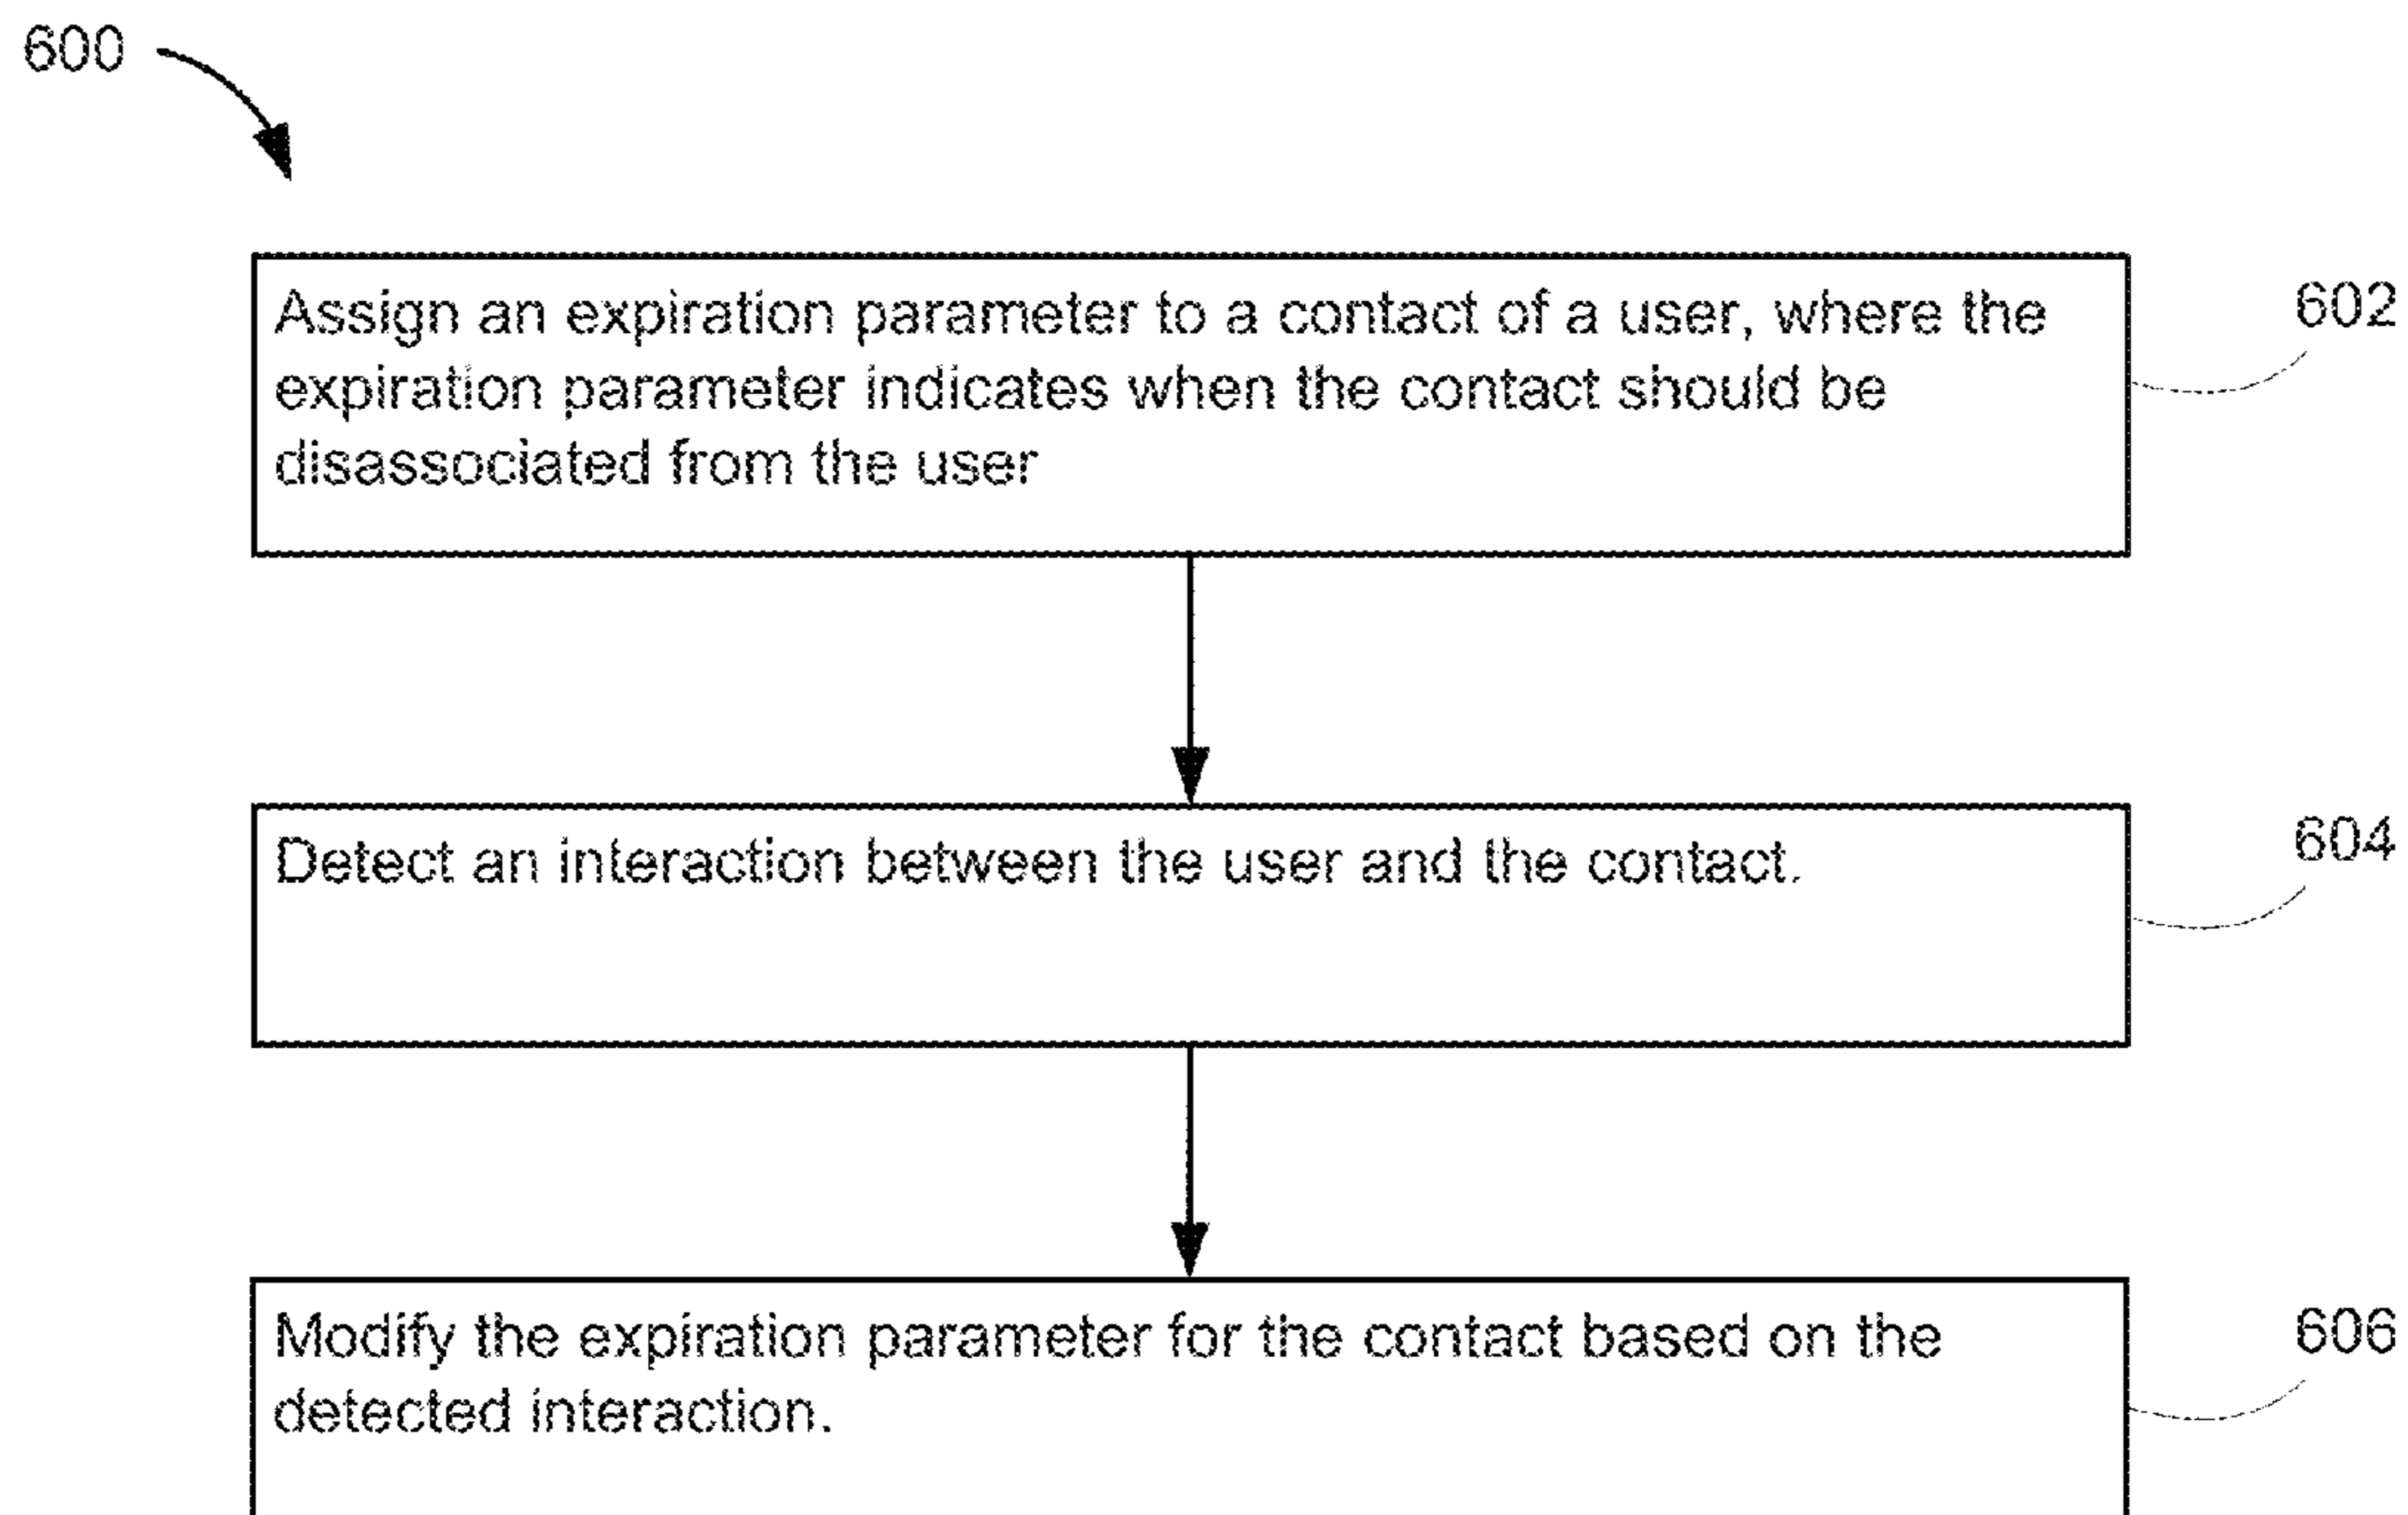 600
Assign an expiration parameter to a contact of a user, where the
expiration parameter indicates when the contact should be
disassociated from the user
602
Detect an interaction between the user and the contact.
604
Modify the expiration parameter for the contact based on the
detected interaction.
606